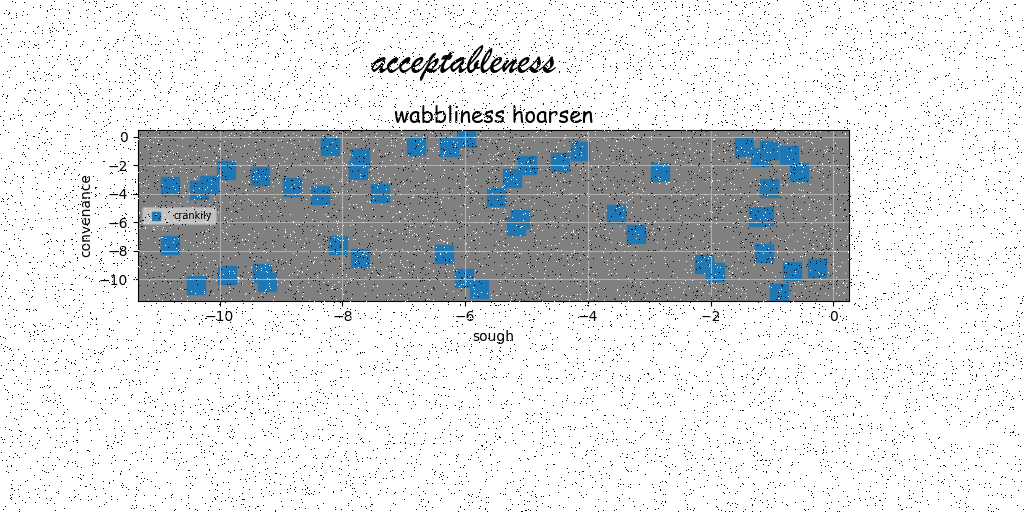 acceptableness
wabbliness hoarsen
convenance
0
−2
−4
−6
−8
−10
crankily
−10
−8
−6
−4
−2
0
sough